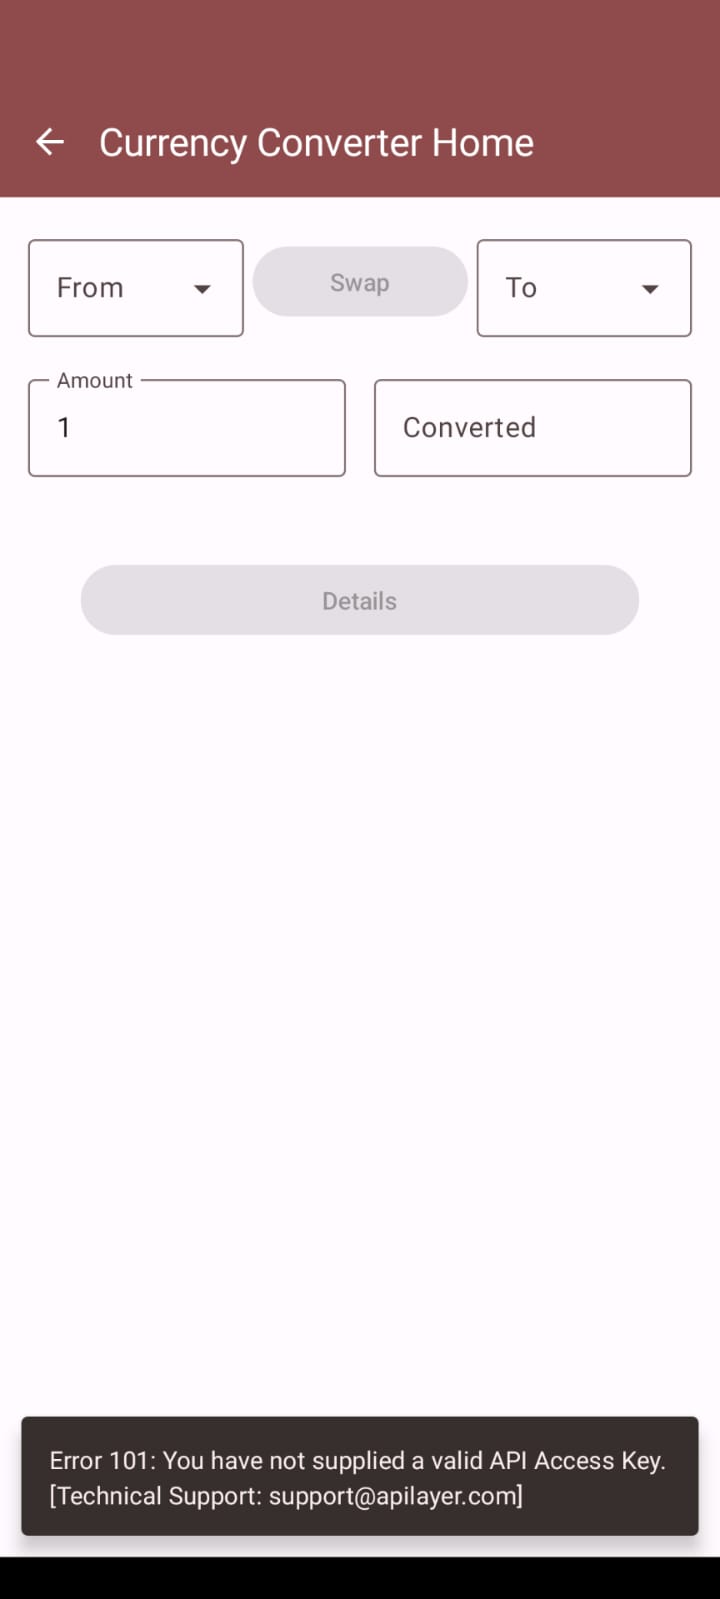 Currency Converter Home
From
Swap
To
Amount
1
Converted
Details
Error 101: You have not supplied a valid API Access Key.
[Technical Support: support@apilayer.com]